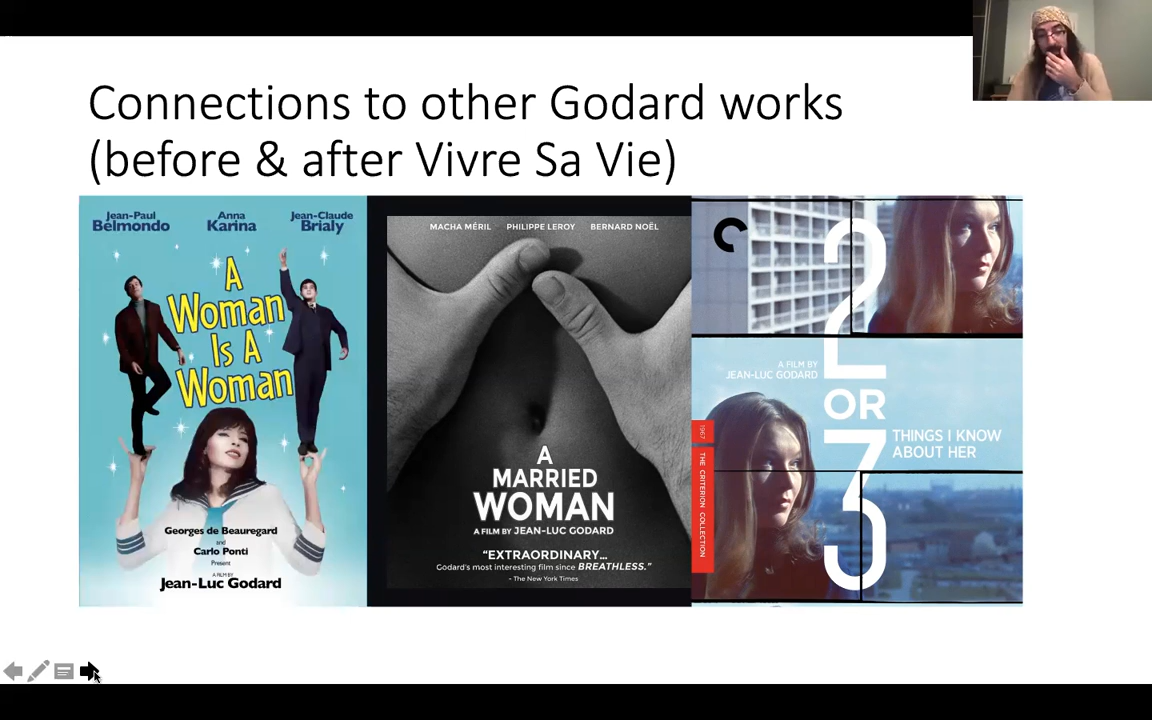 Connections to other Godard works
(before & after Vivre Sa Vie)
Jean-Paul
Belmondo
Anna
Karina
Jean-Claude
Brialy
A
Woman
Is A
Woman
Georges de Beauregard
and
Carlo Ponti
Present
A FILM BY
Jean-Luc Godard
MACHA MÉRIL PHILIPPE LEROY BERNARD NOËL
A
MARRIED
WOMAN
A FILM BY JEAN-LUC GODARD
“EXTRAORDINARY...
Godard's most interesting film since BREATHLESS.”
- The New York Times
2
A FILM BY
JEAN-LUC GODARD
OR
3
THINGS I KNOW
ABOUT HER
1967
THE CRITERION COLLECTION